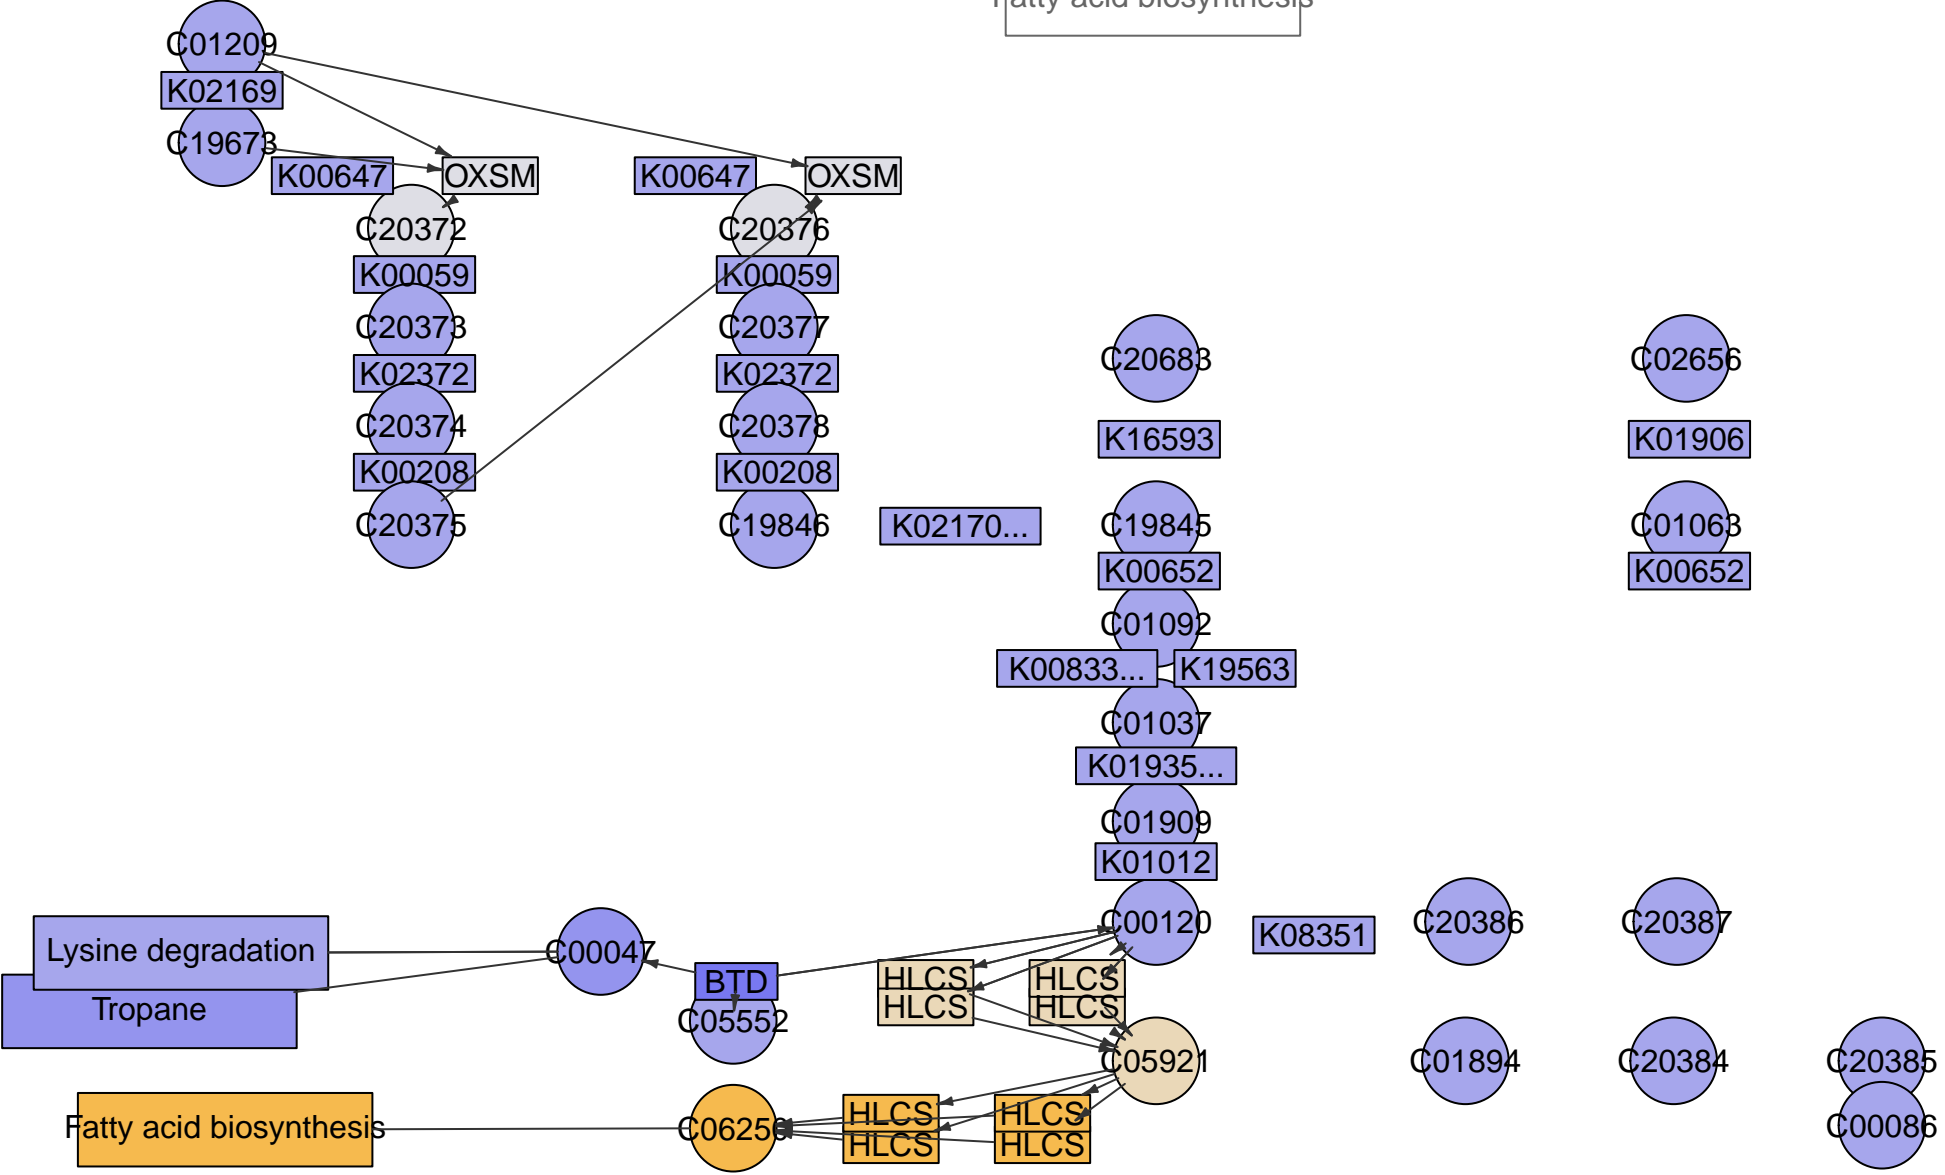 Fatty acid biosynthesis
C01209
K02169
C19673
K00647
OXSM
K00647
OXSM
C20372
C20376
K00059
K00059
C20373
C20377
C20683
C02656
K02372
K02372
C20374
C20378
K16593
K01906
K00208
K00208
C20375
C19846
K02170...
C19845
C01063
K00652
K00652
C01092
K00833...
K19563
C01037
K01935...
C01909
K01012
C00120
K08351
C20386
C20387
Lysine degradation
C00047
BTD
HLCS
HLCS
Tropane
C05552
HLCS
HLCS
C05921
C01894
C20384
C20385
Fatty acid biosynthesis
C06250
HLCS
HLCS
C00086
HLCS
HLCS